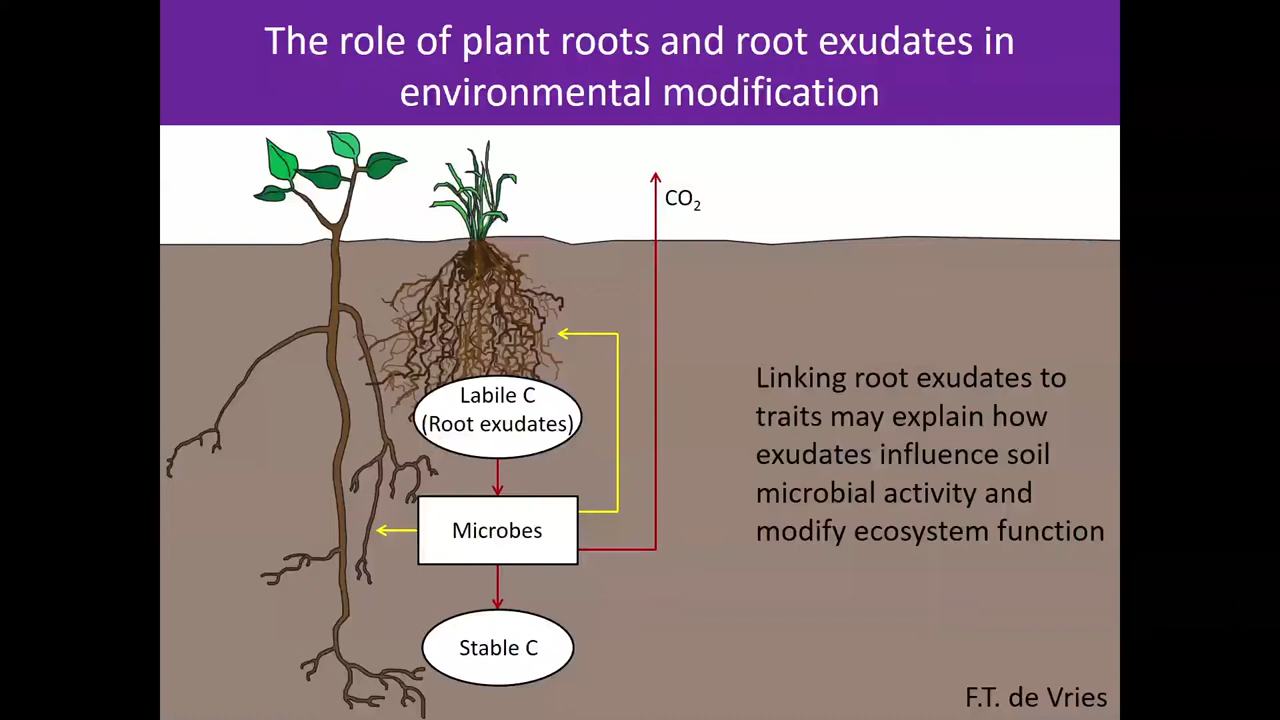 The role of plant roots and root exudates in
environmental modification
CO₂
Labile C
(Root exudates)
Microbes
Stable C
Linking root exudates to
traits may explain how
exudates influence soil
microbial activity and
modify ecosystem function
F.T. de Vries